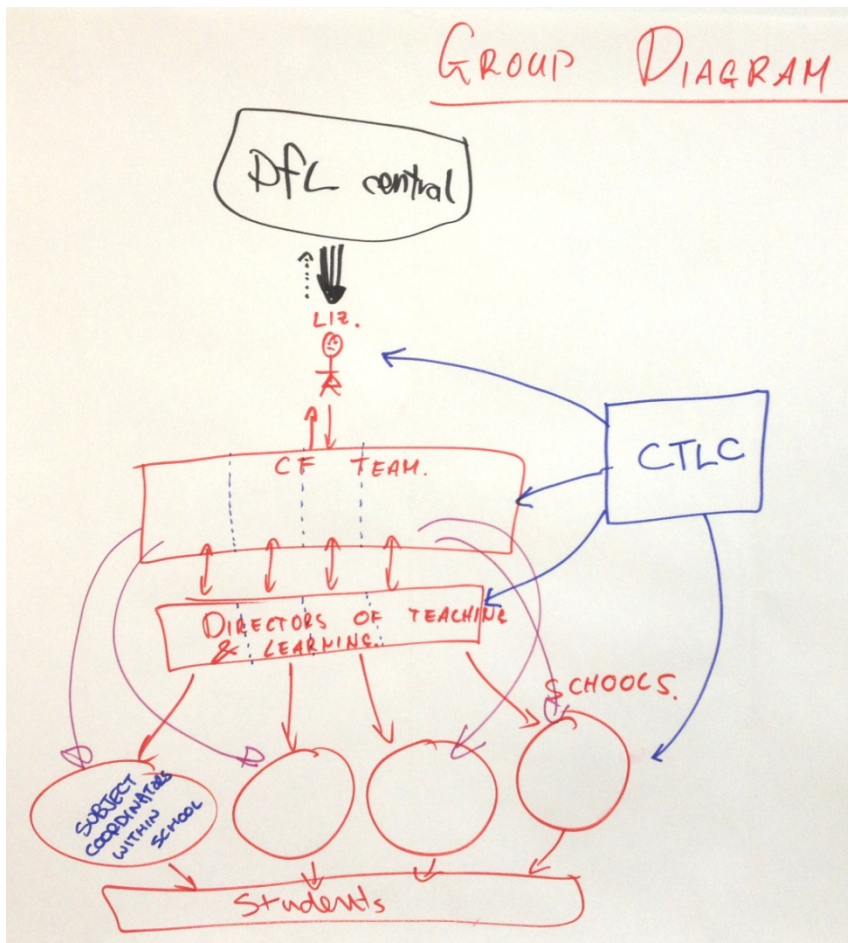 GROUP DIAGRAM
DfL central
LIZ.
CF TEAM.
CTLC
DIRECTORS OF TEACHING
& LEARNING.
SCHOOLS.
SUBJECT
COORDINATORS
WITHIN
SCHOOL
Students